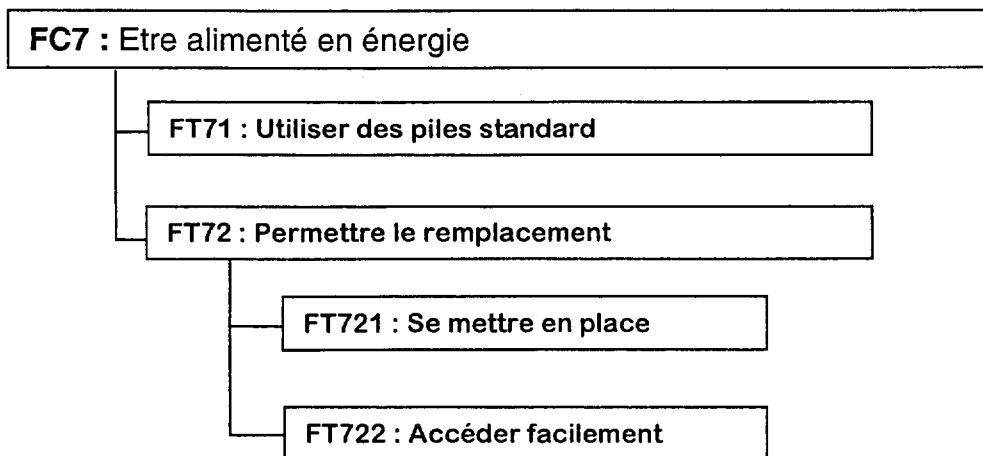 FC7 : Etre alimenté en énergie
FT71 : Utiliser des piles standard
FT72 : Permettre le remplacement
FT721 : Se mettre en place
FT722 : Accéder facilement